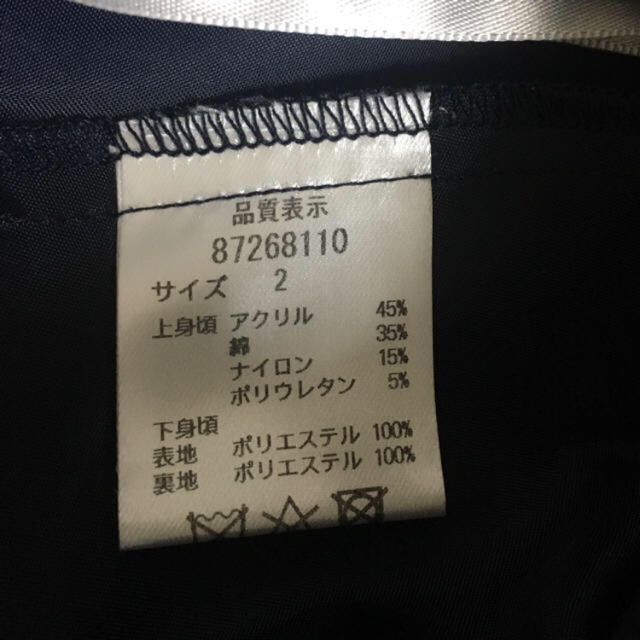 品質表示
87268110
サイズ 2
上身頃 アクリル 45%
綿 35%
ナイロン 15%
ポリウレタン 5%
下身頃
表地 ポリエステル 100%
裏地 ポリエステル 100%